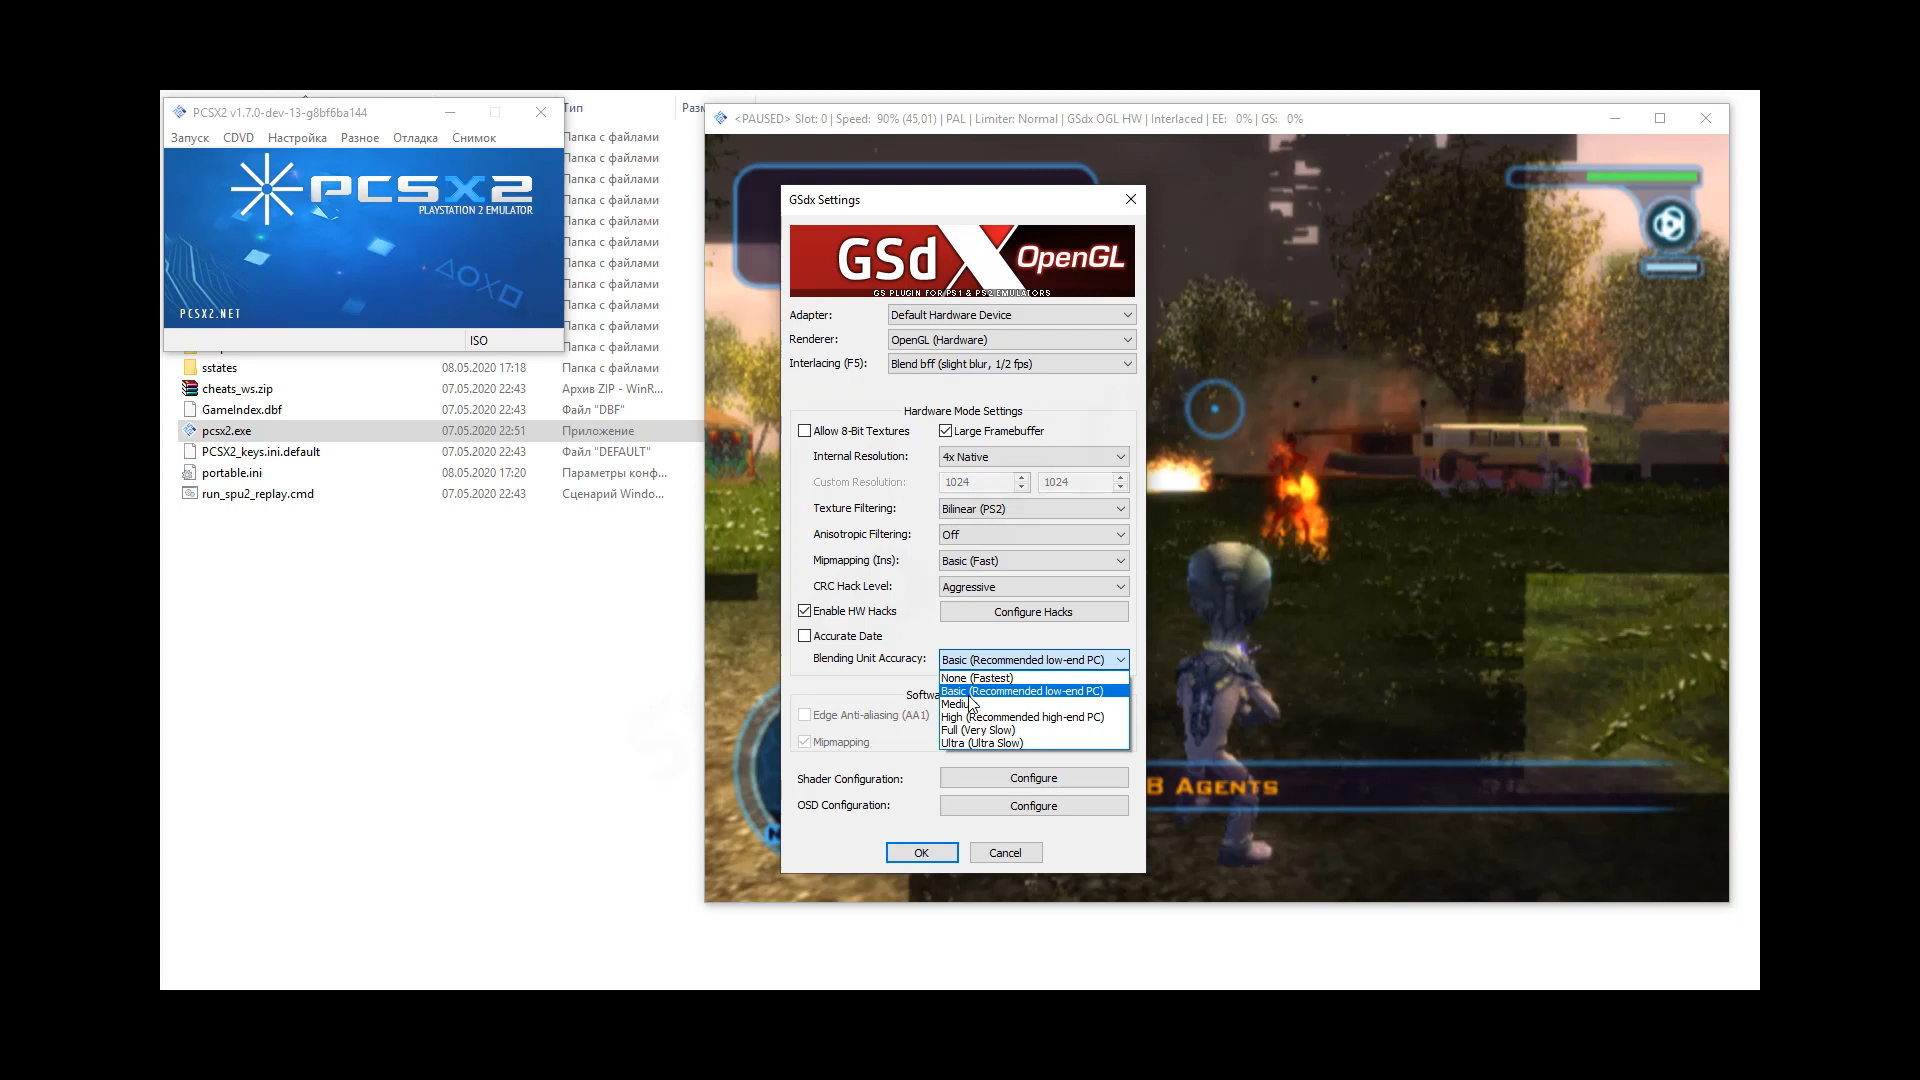 PCSX2 v1.7.0-dev-13-g8bf6ba144
Запуск CDVD Настройка Разное Отладка Снимок
PCSX2
PLAYSTATION 2 EMULATOR
PCSX2.NET
ISO
Тип
Папка с файлами
Папка с файлами
Папка с файлами
Папка с файлами
Папка с файлами
Папка с файлами
Папка с файлами
Папка с файлами
Папка с файлами
Папка с файлами
Папка с файлами
sstates 08.05.2020 17:18 Папка с файлами
cheats_ws.zip 07.05.2020 22:43 Архив ZIP - WinR...
GameIndex.dbf 07.05.2020 22:43 Файл "DBF"
pcsx2.exe 07.05.2020 22:51 Приложение
PCSX2_keys.ini.default 07.05.2020 22:43 Файл "DEFAULT"
portable.ini 08.05.2020 17:20 Параметры конф...
run_spu2_replay.cmd 07.05.2020 22:43 Сценарий Windo...
<PAUSED> Slot: 0 | Speed: 90% (45,01) | PAL | Limiter: Normal | GSdx OGL HW | Interlaced | EE: 0% | GS: 0%
GSdx Settings
GSdX OpenGL
GS PLUGIN FOR PS1 & PS2 EMULATORS
Adapter: Default Hardware Device
Renderer: OpenGL (Hardware)
Interlacing (F5): Blend bff (slight blur, 1/2 fps)
Hardware Mode Settings
Allow 8-Bit Textures Large Framebuffer
Internal Resolution: 4x Native
Custom Resolution: 1024 1024
Texture Filtering: Bilinear (PS2)
Anisotropic Filtering: Off
Mipmapping (Ins): Basic (Fast)
CRC Hack Level: Aggressive
Enable HW Hacks Configure Hacks
Accurate Date
Blending Unit Accuracy: Basic (Recommended low-end PC)
None (Fastest)
Basic (Recommended low-end PC)
High (Recommended high-end PC)
Full (Very Slow)
Ultra (Ultra Slow)
Edge Anti-aliasing (AA1)
Mipmapping
Shader Configuration: Configure
OSD Configuration: Configure
OK Cancel
AGENTS